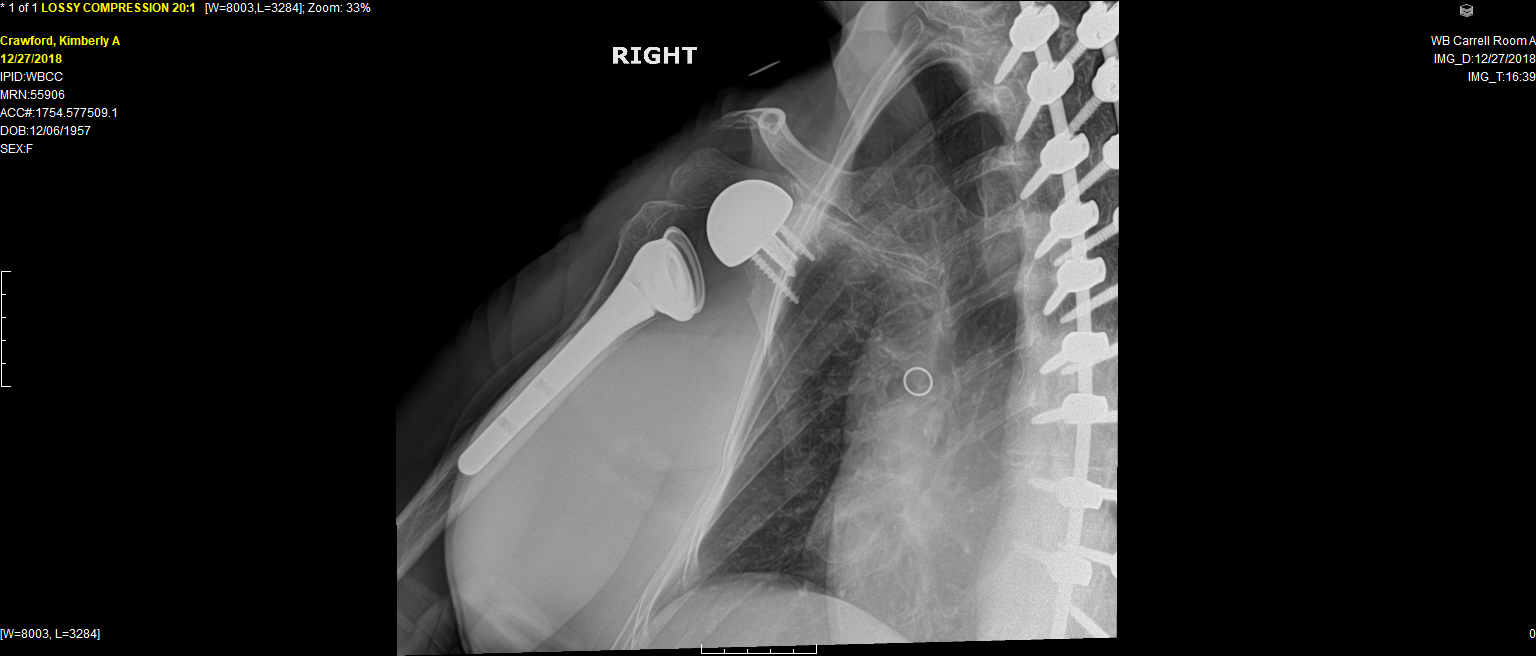 * 1 of 1 LOSSY COMPRESSION 20:1 [W=8003,L=3284]; Zoom: 33%
Crawford, Kimberly A
12/27/2018
IPID:WBCC
MRN:55906
ACC#:1754.577509.1
DOB:12/06/1957
SEX:F
RIGHT
WB Carrell Room A
IMG_D:12/27/2018
IMG_T:16:39
[W=8003, L=3284]
0